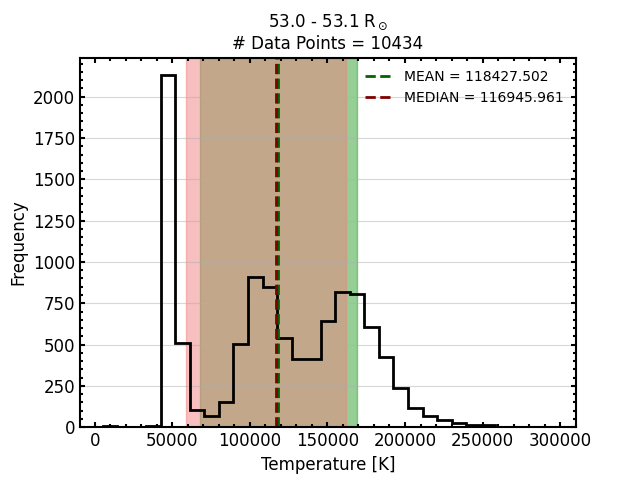 53.0 - 53.1 R⊙
# Data Points = 10434
MEAN = 118427.502
MEDIAN = 116945.961
2000
1750
1500
1250
1000
750
500
250
0
Frequency
0 50000 100000 150000 200000 250000 300000
Temperature [K]